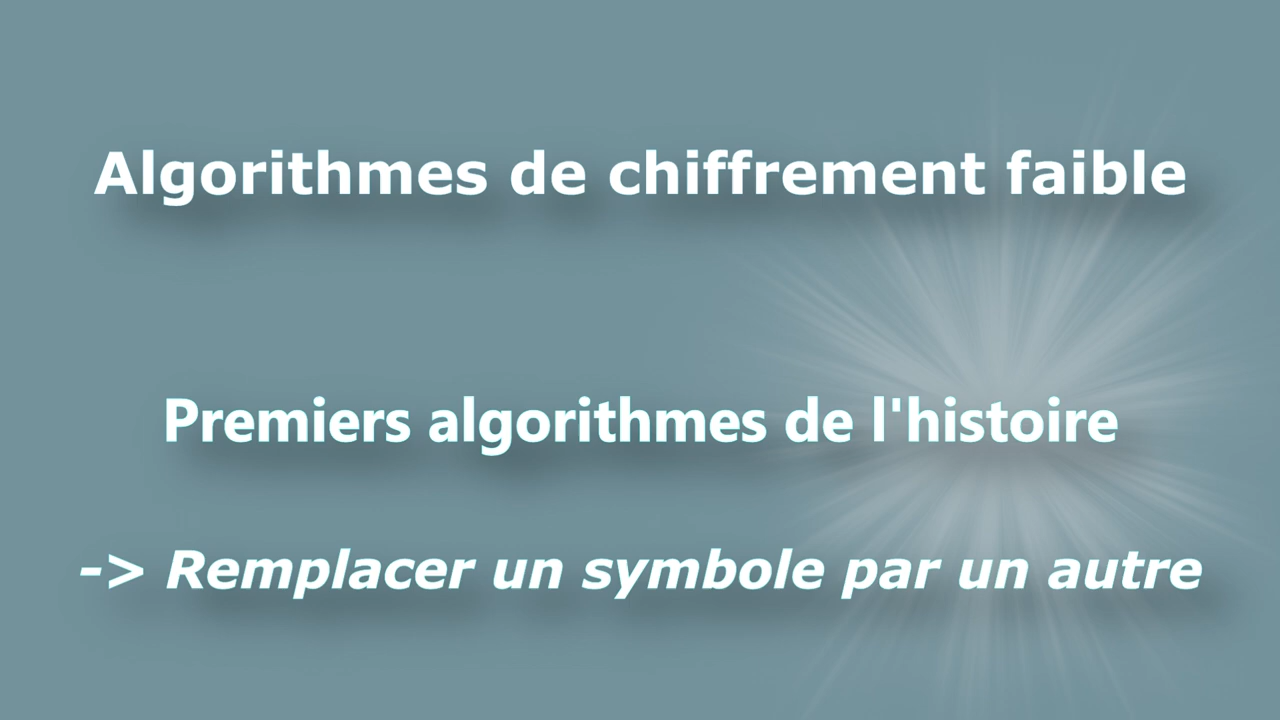 Algorithmes de chiffrement faible
Premiers algorithmes de l'histoire
-> Remplacer un symbole par un autre